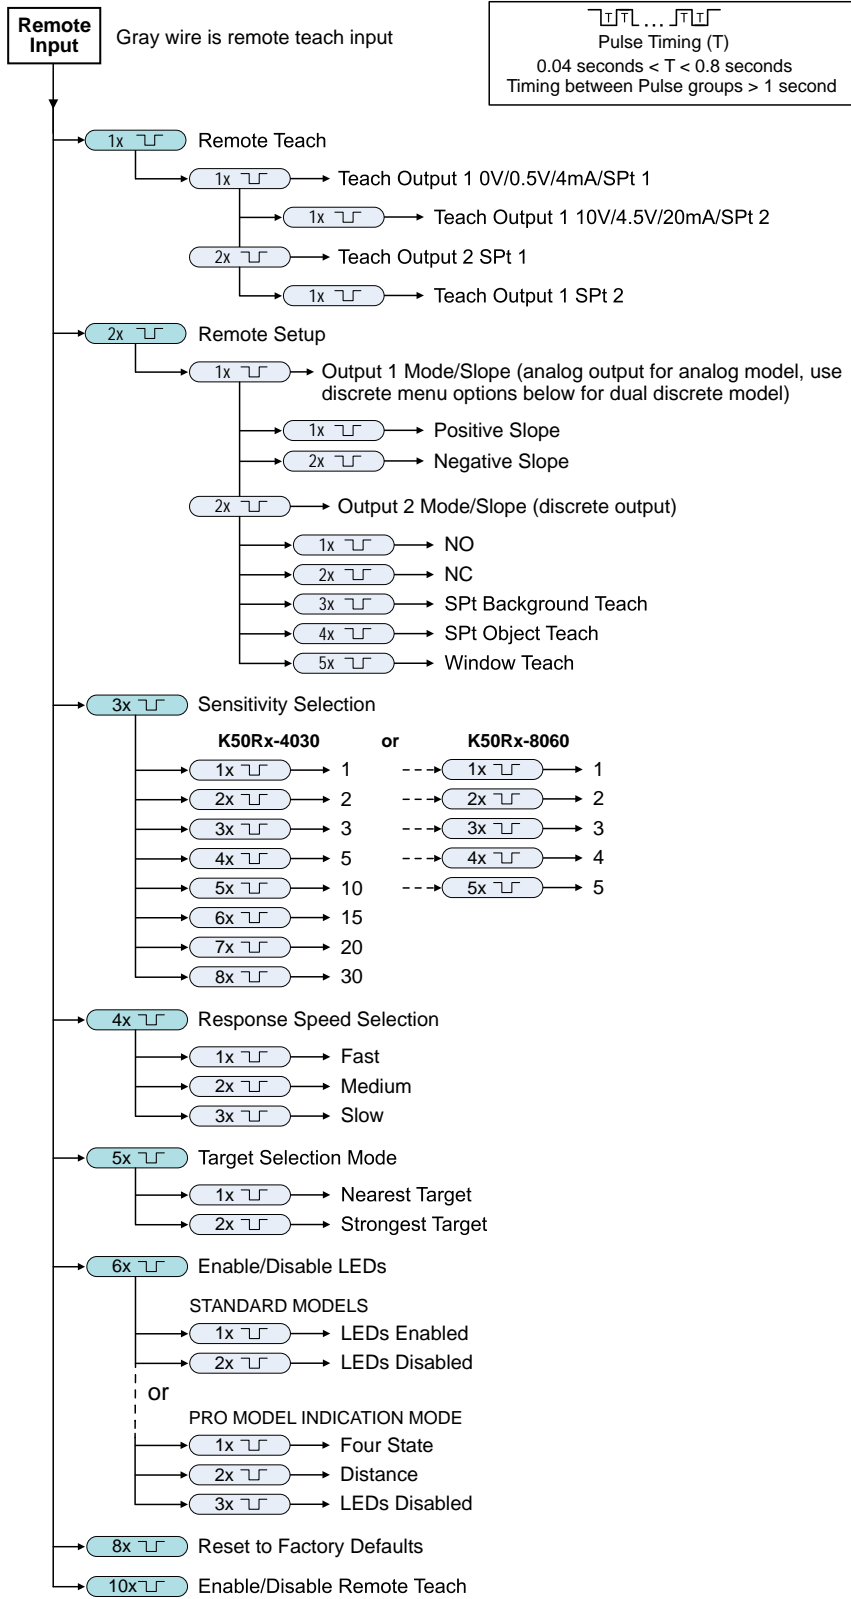 Remote
Input
Gray wire is remote teach input
T T ... T T
Pulse Timing (T)
0.04 seconds < T < 0.8 seconds
Timing between Pulse groups > 1 second
1x Remote Teach
1x Teach Output 1 0V/0.5V/4mA/SPt 1
1x Teach Output 1 10V/4.5V/20mA/SPt 2
2x Teach Output 2 SPt 1
1x Teach Output 1 SPt 2
2x Remote Setup
1x Output 1 Mode/Slope (analog output for analog model, use
discrete menu options below for dual discrete model)
1x Positive Slope
2x Negative Slope
2x Output 2 Mode/Slope (discrete output)
1x NO
2x NC
3x SPt Background Teach
4x SPt Object Teach
5x Window Teach
3x Sensitivity Selection
K50Rx-4030 or K50Rx-8060
1x 1 1x 1
2x 2 2x 2
3x 3 3x 3
4x 5 4x 4
5x 10 5x 5
6x 15
7x 20
8x 30
4x Response Speed Selection
1x Fast
2x Medium
3x Slow
5x Target Selection Mode
1x Nearest Target
2x Strongest Target
6x Enable/Disable LEDs
STANDARD MODELS
1x LEDs Enabled
2x LEDs Disabled
or
PRO MODEL INDICATION MODE
1x Four State
2x Distance
3x LEDs Disabled
8x Reset to Factory Defaults
10x Enable/Disable Remote Teach